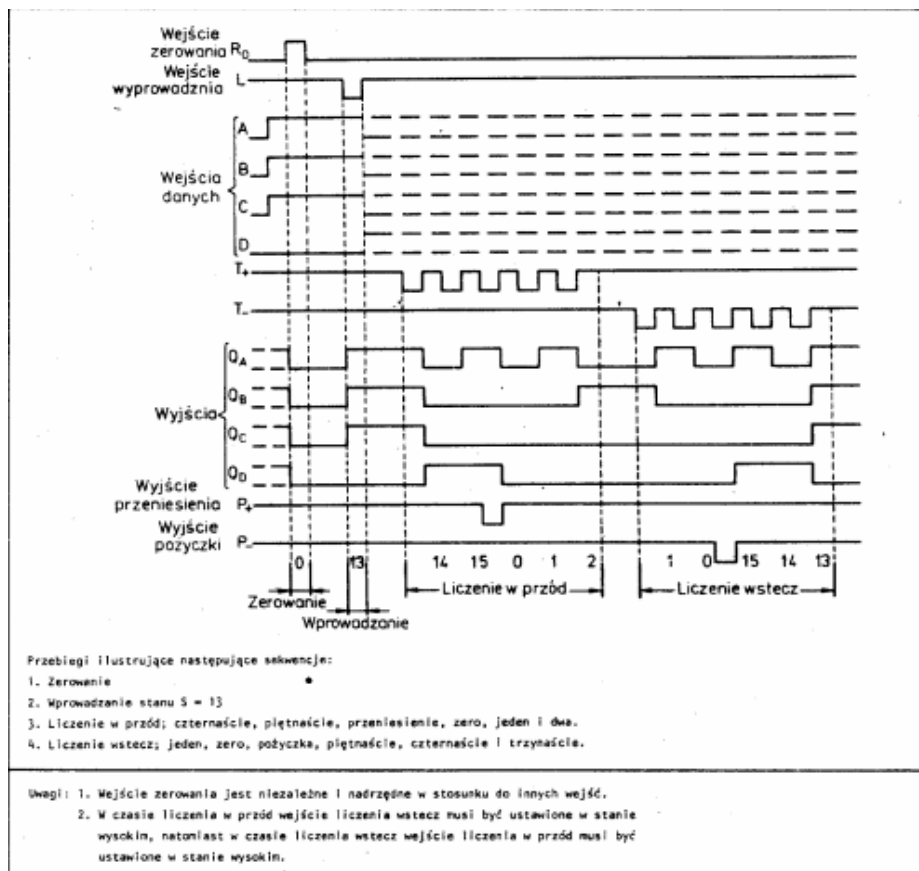 Wejście
zerowania R₀
Wejście
wyprowadznia L
A
B
Wejścia
danych
C
D
T₊
T₋
Q_A
Q_B
Wyjścia
Q_C
Q_D
Wyjście
przeniesienia P₊
Wyjście
pożyczki P₋
0 13 14 15 0 1 2 1 0 15 14 13
Zerowanie
Liczenie w przód
Liczenie wstecz
Wprowadzanie
Przebiegi ilustrujące następujące sekwencje:
1. Zerowanie
2. Wprowadzanie stanu S = 13
3. Liczenie w przód; czternaście, piętnaście, przeniesienie, zero, jeden i dwa.
4. Liczenie wstecz; jeden, zero, pożyczka, piętnaście, czternaście i trzynaście.
Uwagi: 1. Wejście zerowania jest niezależne i nadrzędne w stosunku do innych wejść.
2. W czasie liczenia w przód wejście liczenia wstecz musi być ustawione w stanie
wysokim, natomiast w czasie liczenia wstecz wejście liczenia w przód musi być
ustawione w stanie wysokim.